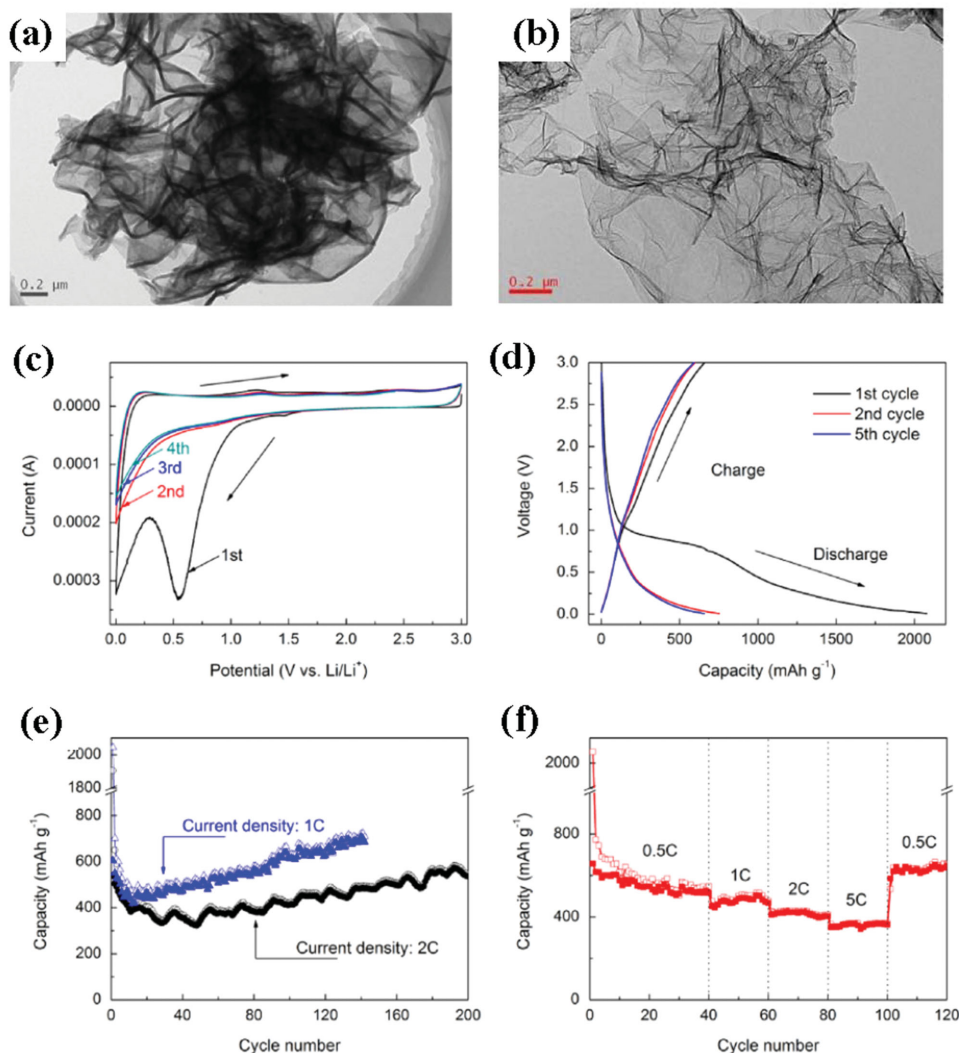 (a)
0.2 µm
(b)
0.2 µm
(c)
0.0000
0.0001
0.0002
0.0003
Current (A)
4th
3rd
2nd
1st
0.0
0.5
1.0
1.5
2.0
2.5
3.0
Potential (V vs. Li/Li⁺)
(d)
3.0
2.5
2.0
1.5
1.0
0.5
0.0
Voltage (V)
1st cycle
2nd cycle
5th cycle
Charge
Discharge
0
500
1000
1500
2000
Capacity (mAh g⁻¹)
(e)
2000
1800
800
600
400
200
0
Capacity (mAh g⁻¹)
Current density: 1C
Current density: 2C
0
40
80
120
160
200
Cycle number
(f)
2000
800
400
0
Capacity (mAh g⁻¹)
0.5C
1C
2C
5C
0.5C
0
20
40
60
80
100
120
Cycle number